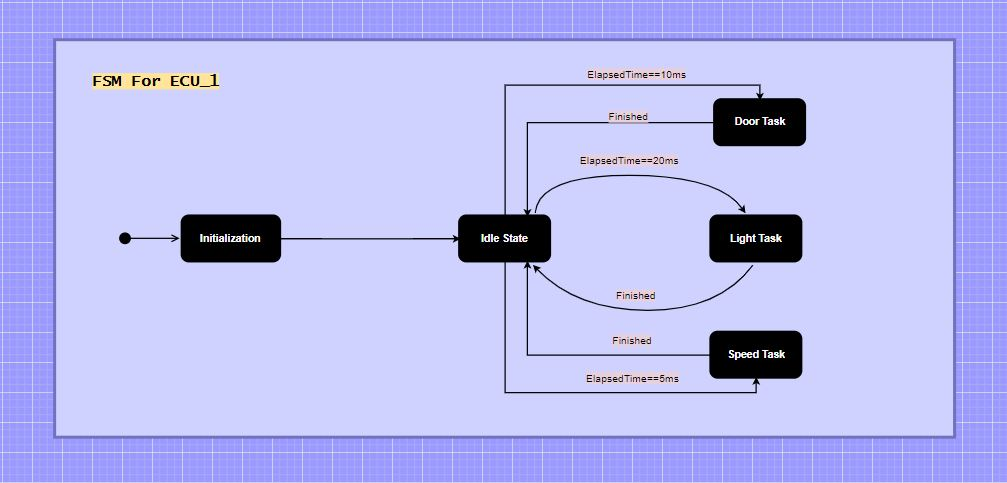 FSM For ECU_1
ElapsedTime==10ms
Door Task
Finished
ElapsedTime==20ms
Initialization
Idle State
Light Task
Finished
Finished
Speed Task
ElapsedTime==5ms